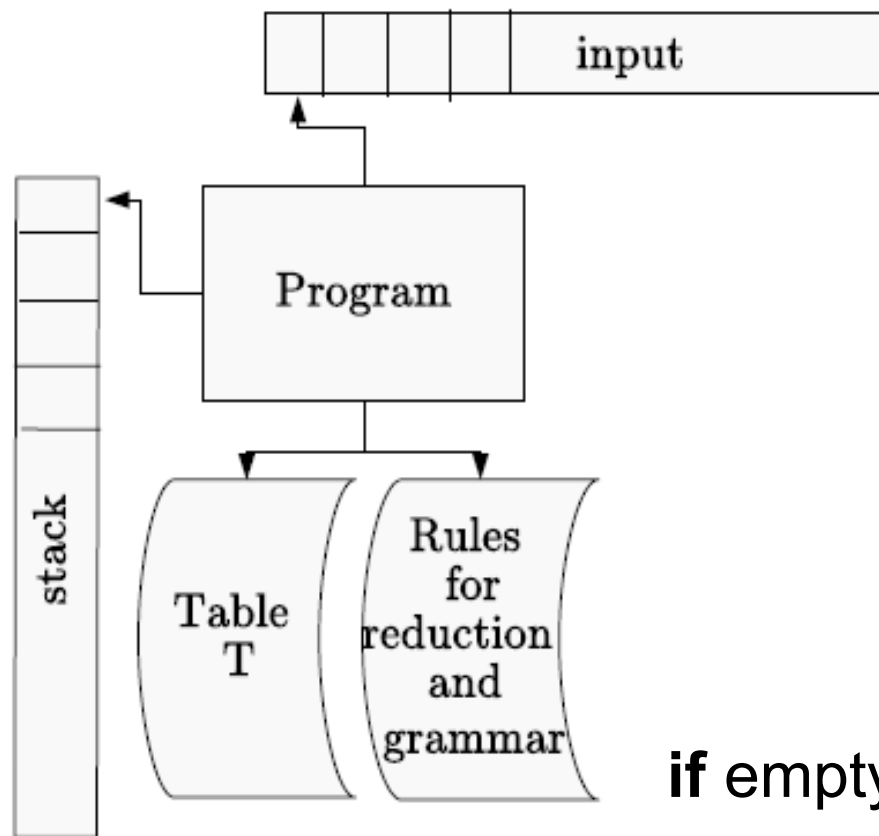 input
Program
stack
Table
T
Rules
for
reduction
and
grammar
if empty